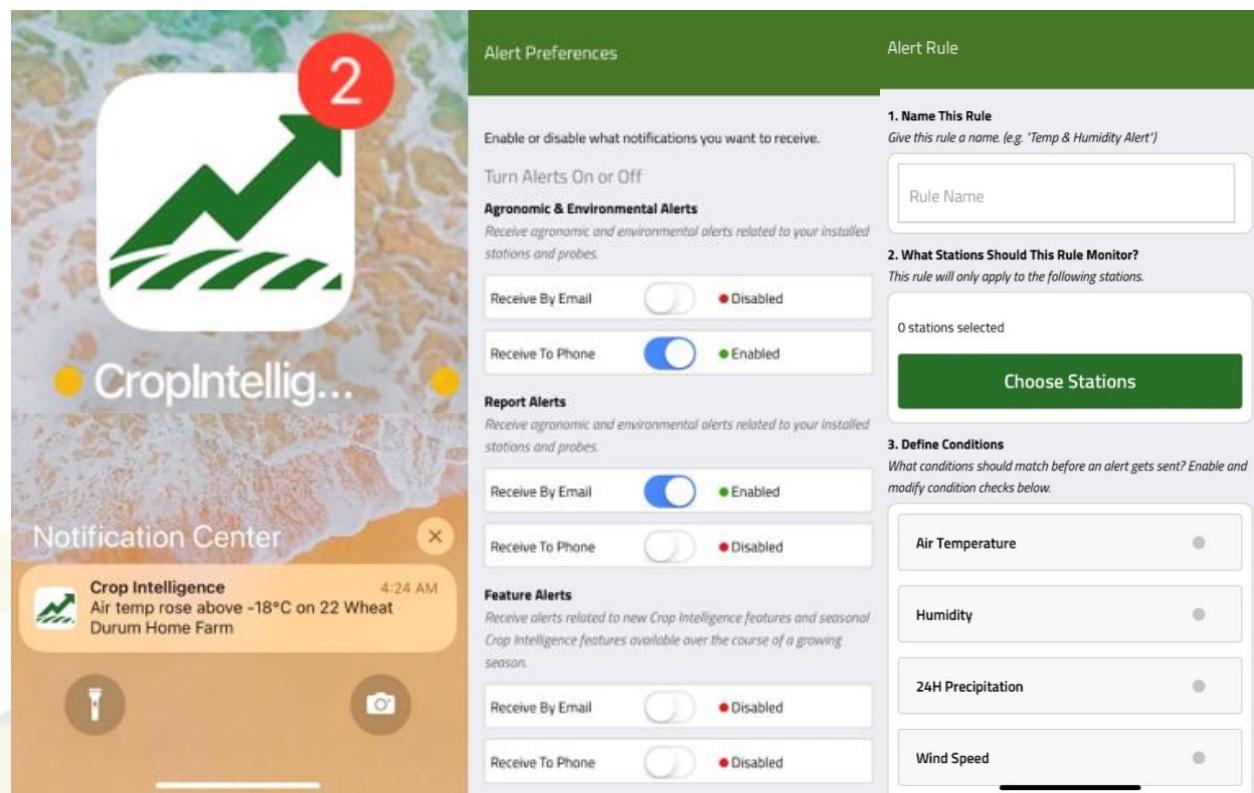 2
CropIntellig...
Notification Center
Crop Intelligence
4:24 AM
Air temp rose above -18°C on 22 Wheat
Durum Home Farm
Alert Preferences
Enable or disable what notifications you want to receive.
Turn Alerts On or Off
Agronomic & Environmental Alerts
Receive agronomic and environmental alerts related to your installed
stations and probes.
Receive By Email
Disabled
Receive To Phone
Enabled
Report Alerts
Receive agronomic and environmental alerts related to your installed
stations and probes.
Receive By Email
Enabled
Receive To Phone
Disabled
Feature Alerts
Receive alerts related to new Crop Intelligence features and seasonal
Crop Intelligence features available over the course of a growing
season.
Receive By Email
Disabled
Receive To Phone
Disabled
Alert Rule
1. Name This Rule
Give this rule a name. (e.g. 'Temp & Humidity Alert')
Rule Name
2. What Stations Should This Rule Monitor?
This rule will only apply to the following stations.
0 stations selected
Choose Stations
3. Define Conditions
What conditions should match before an alert gets sent? Enable and
modify condition checks below.
Air Temperature
Humidity
24H Precipitation
Wind Speed